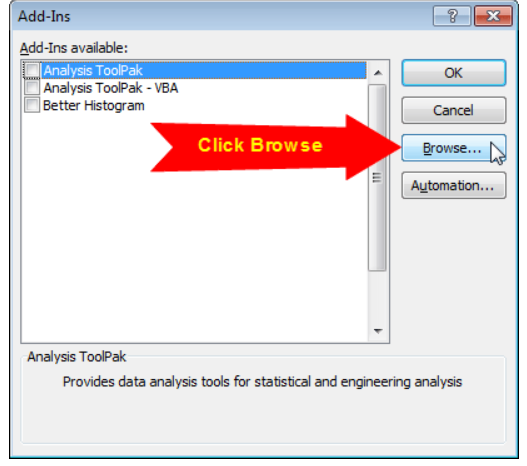 Add-Ins
?
Add-Ins available:
Analysis ToolPak
Analysis ToolPak - VBA
Better Histogram
OK
Cancel
Click Browse
Browse...
Automation...
Analysis ToolPak
Provides data analysis tools for statistical and engineering analysis